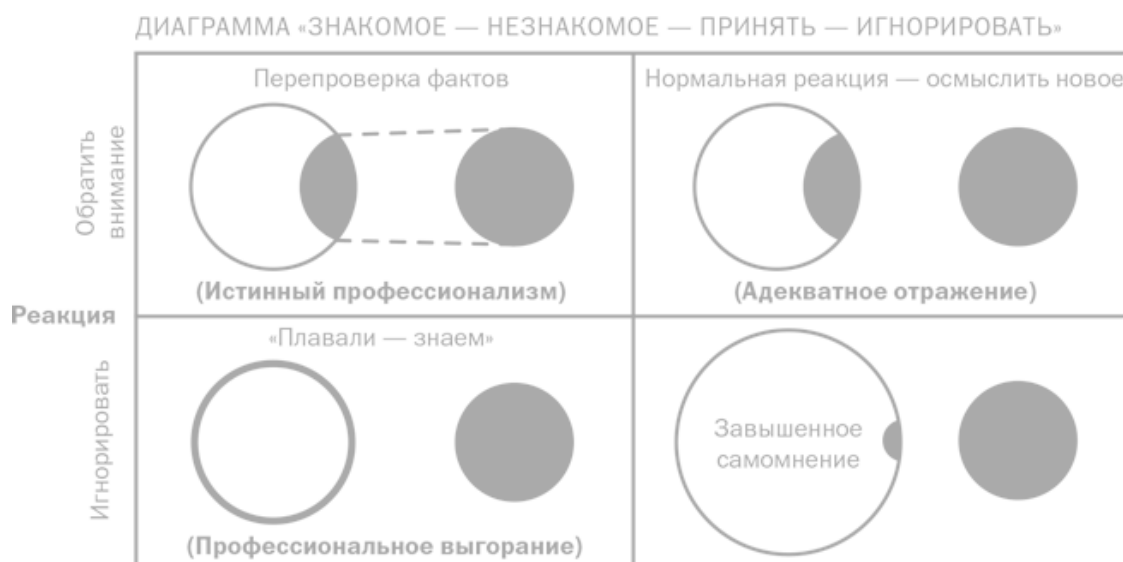 ДИАГРАММА «ЗНАКОМОЕ — НЕЗНАКОМОЕ — ПРИНЯТЬ — ИГНОРИРОВАТЬ»
Перепроверка фактов
Нормальная реакция — осмыслить новое
Обратить
внимание
(Истинный профессионализм)
(Адекватное отражение)
Реакция
«Плавали — знаем»
Игнорировать
Завышенное
самомнение
(Профессиональное выгорание)